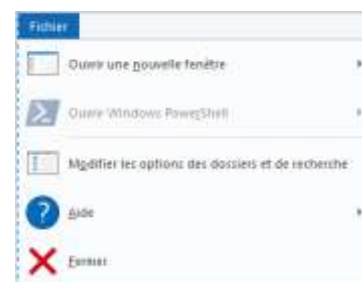 Fichier
Ouvrir une nouvelle fenêtre
Ouvrir Windows PowerShell
Modifier les options des dossiers et de recherche
Aide
Fermer